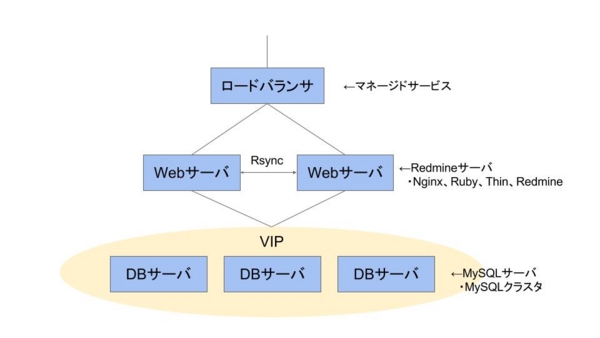 ロードバランサ
←マネージドサービス
Webサーバ
Rsync
Webサーバ
←Redmineサーバ
・Nginx、Ruby、Thin、Redmine
VIP
DBサーバ
DBサーバ
DBサーバ
←MySQLサーバ
・MySQLクラスタ